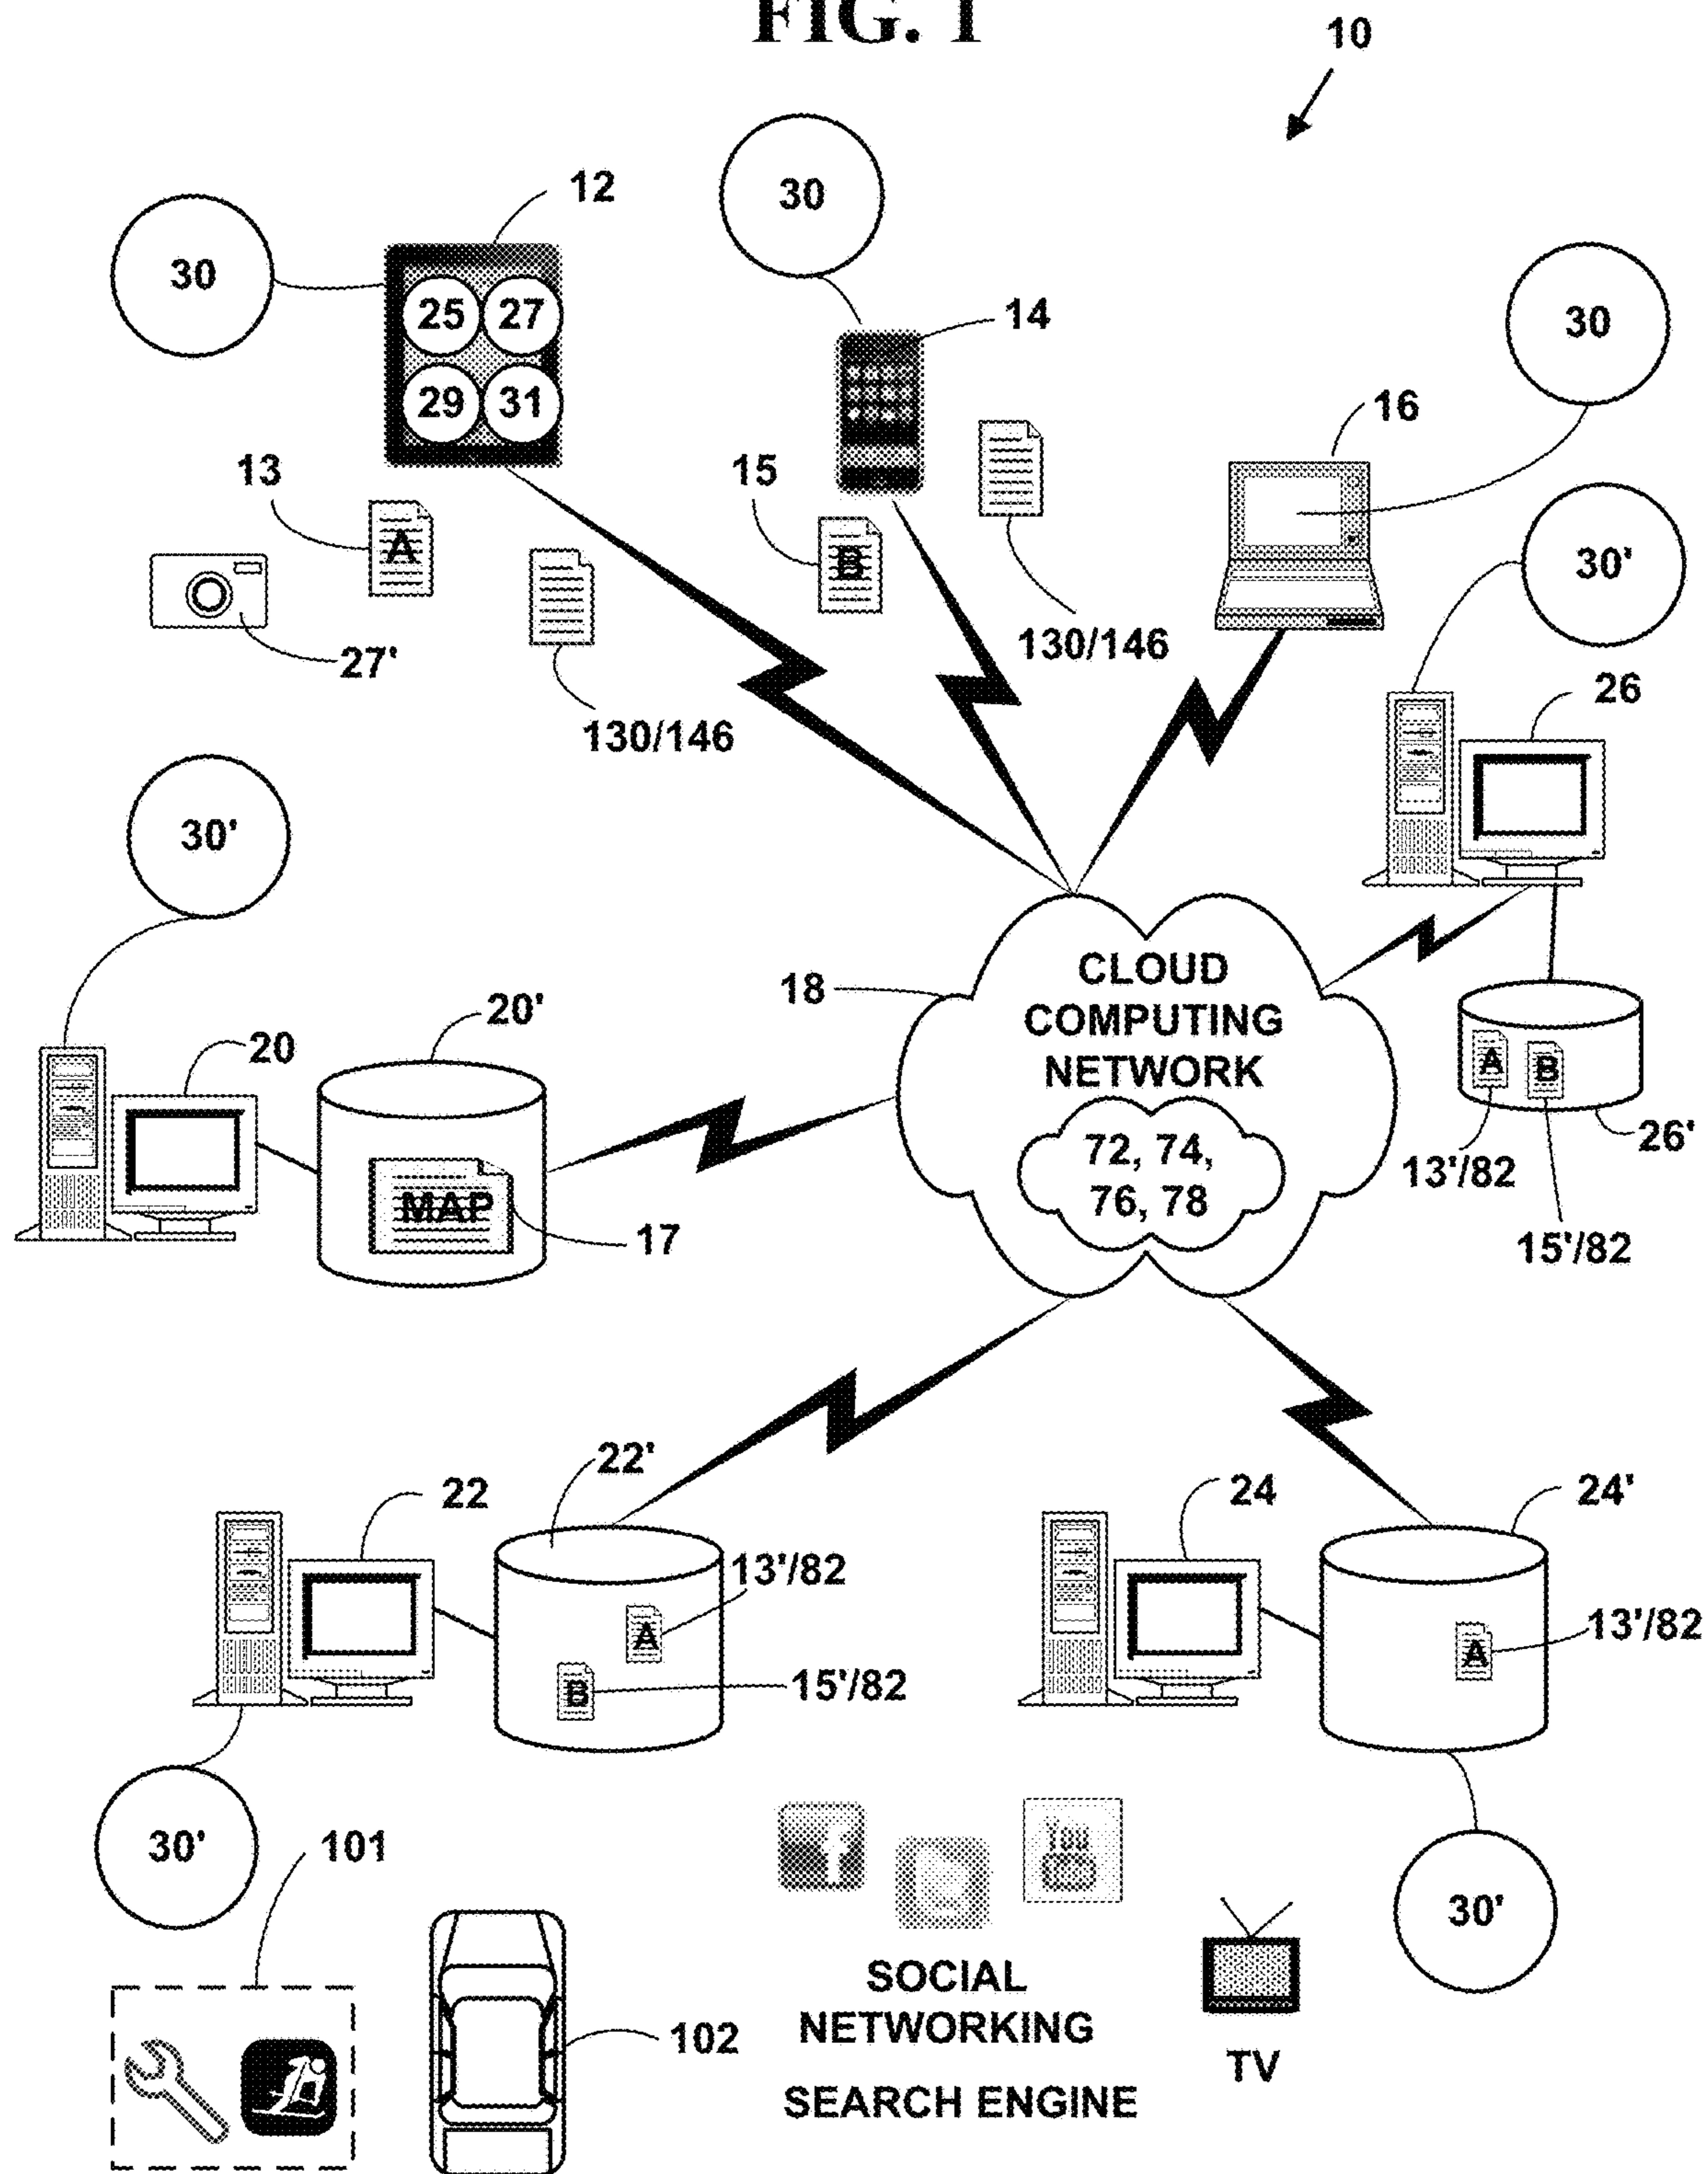 FIG. 1
10
30
12
30
25 27
29 31
14
30
16
13
15
A
B
30'
27'
130/146
130/146
26
30'
18
CLOUD
COMPUTING
NETWORK
72, 74,
76, 78
20'
20
MAP
17
A
B
26'
13'/82
15'/82
22'
22
13'/82
A
B
15'/82
24
24'
13'/82
A
30'
101
f
You
30'
102
SOCIAL
NETWORKING
SEARCH ENGINE
TV